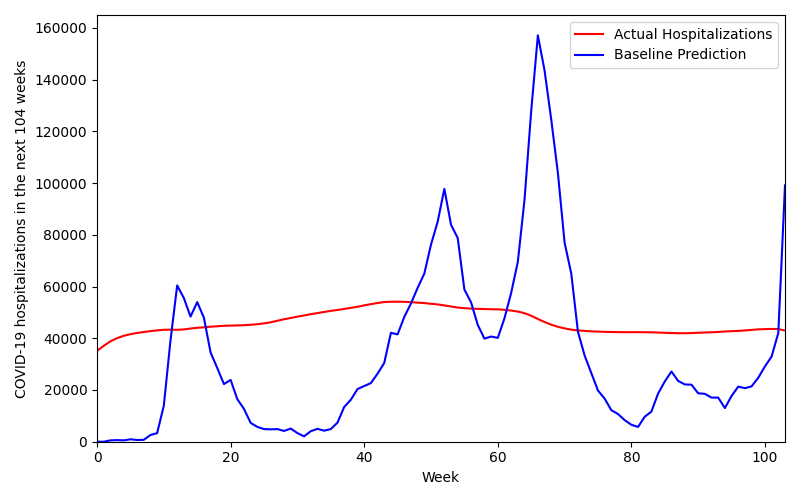 160000
140000
120000
100000
80000
60000
40000
20000
0
COVID-19 hospitalizations in the next 104 weeks
Actual Hospitalizations
Baseline Prediction
0 20 40 60 80 100
Week